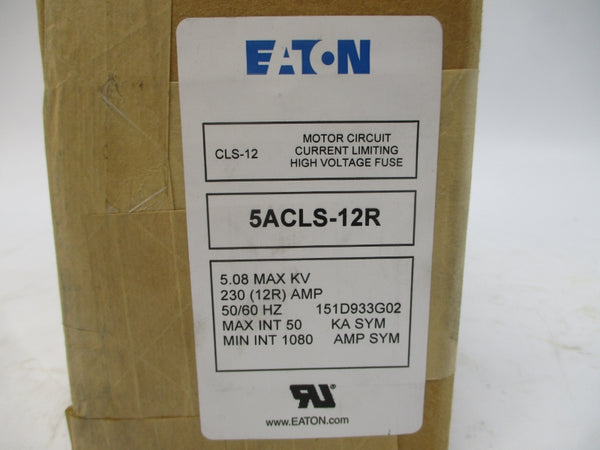 EATON
CLS-12
MOTOR CIRCUIT
CURRENT LIMITING
HIGH VOLTAGE FUSE
5ACLS-12R
5.08 MAX KV
230 (12R) AMP
50/60 HZ 151D933G02
MAX INT 50 KA SYM
MIN INT 1080 AMP SYM
RU®
www.EATON.com